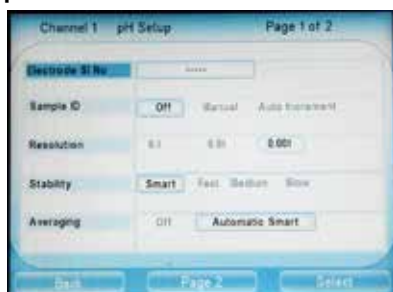 Channel 1 pH Setup Page 1 of 2
Electrode Sl No -----
Sample ID Off Manual Auto Increment
Resolution 0.1 0.01 0.001
Stability Smart Fast Medium Slow
Averaging Off Automatic Smart
Back Page 2 Select